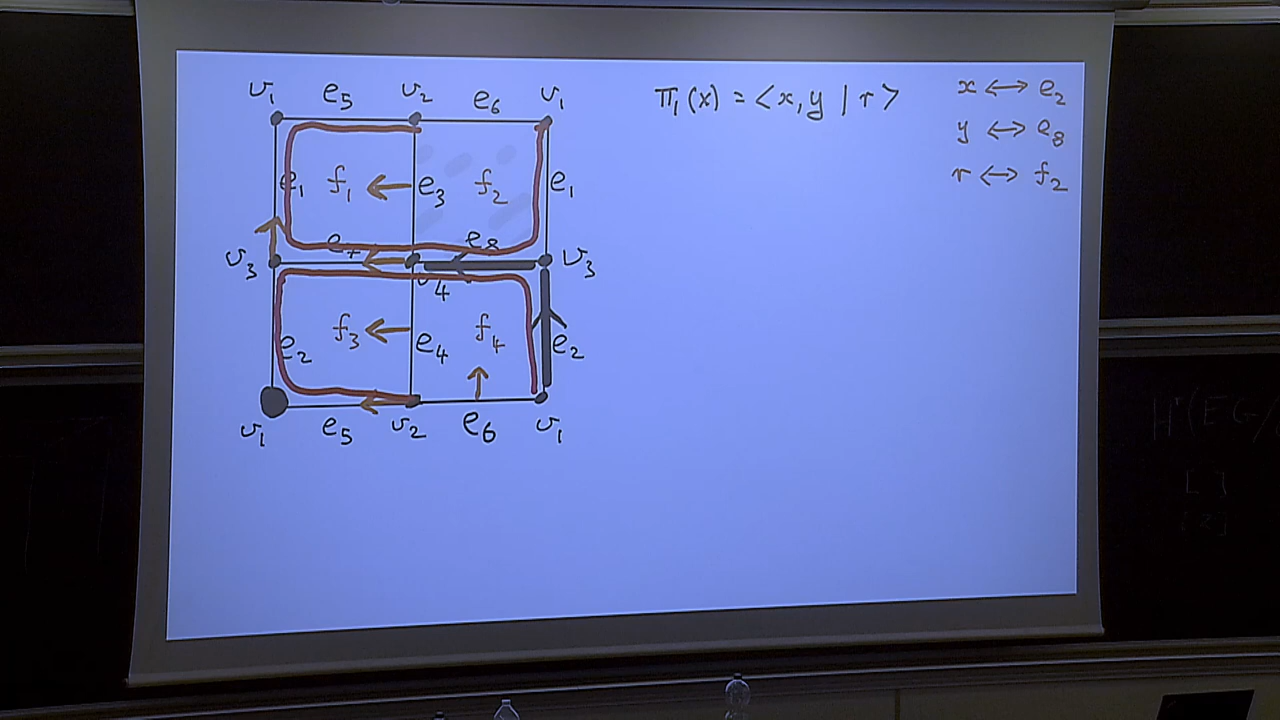 v₁ e₅ v₂ e₆ v₁
π₁(x) = <x, y | r>
x ↔ e₂
y ↔ e₈
r ↔ f₂
e₁ f₁ e₃ f₂ e₁
e₇ e₈
v₃ v₄ v₃
e₂ f₃ e₄ f₄ e₂
v₁ e₅ v₂ e₆ v₁